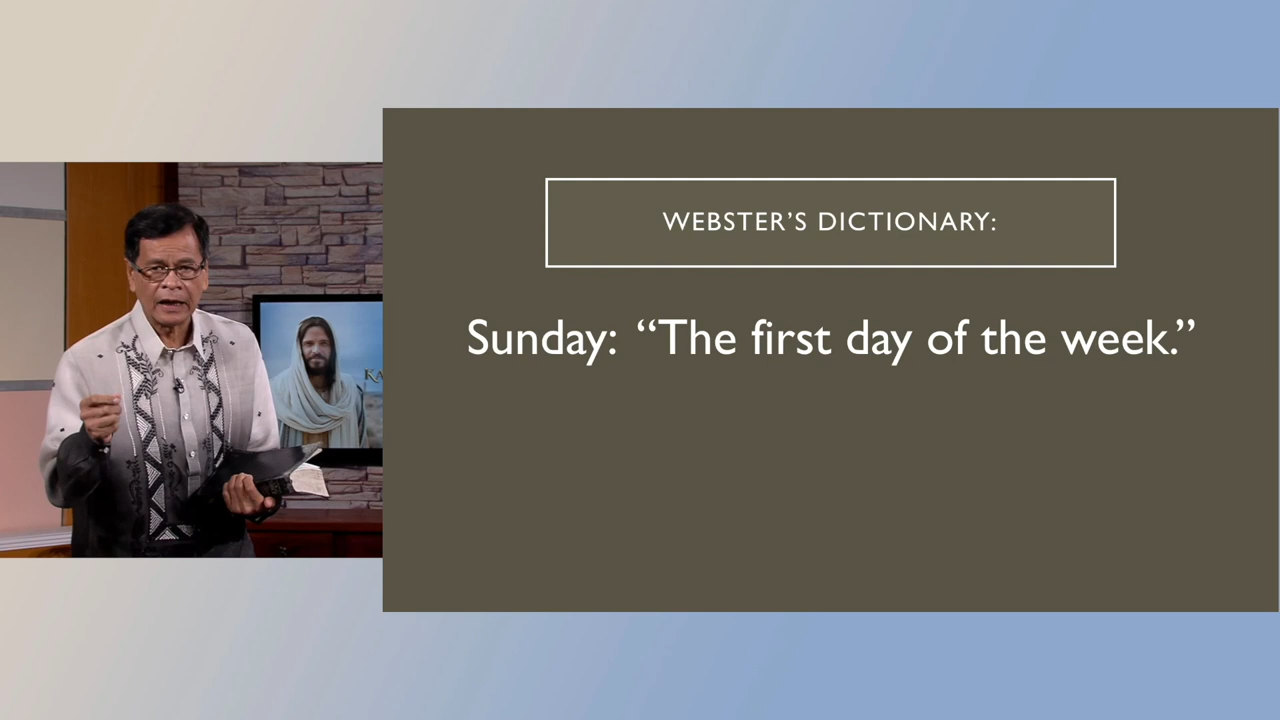 WEBSTER'S DICTIONARY:
Sunday: “The first day of the week.”